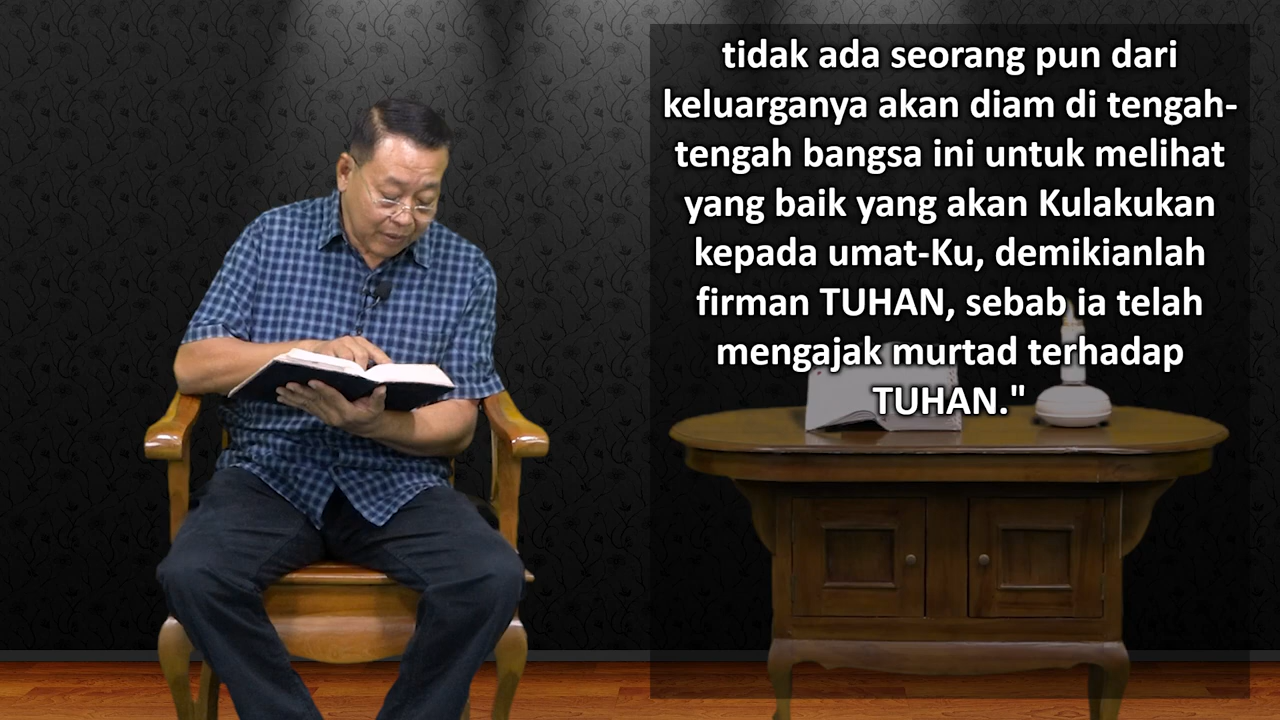 tidak ada seorang pun dari
keluarganya akan diam di tengah-
tengah bangsa ini untuk melihat
yang baik yang akan Kulakukan
kepada umat-Ku, demikianlah
firman TUHAN, sebab ia telah
mengajak murtad terhadap
TUHAN."